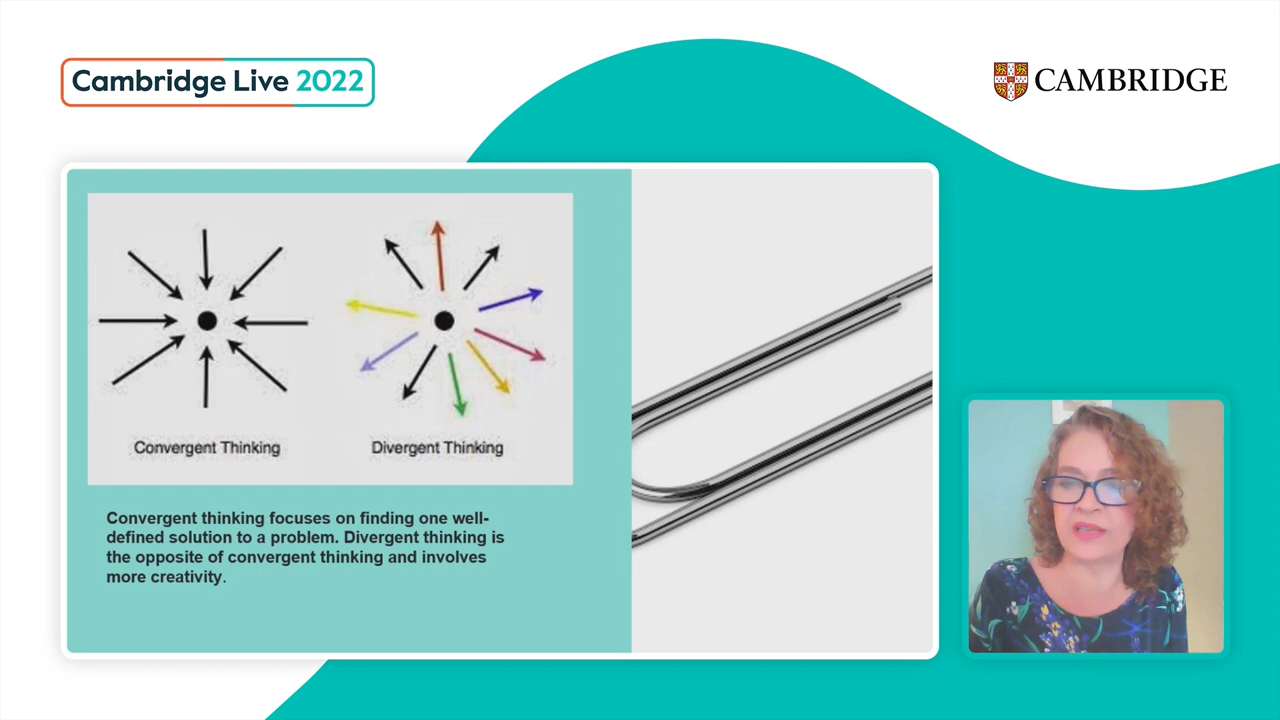 Cambridge Live 2022
CAMBRIDGE
Convergent Thinking
Divergent Thinking
Convergent thinking focuses on finding one well-
defined solution to a problem. Divergent thinking is
the opposite of convergent thinking and involves
more creativity.